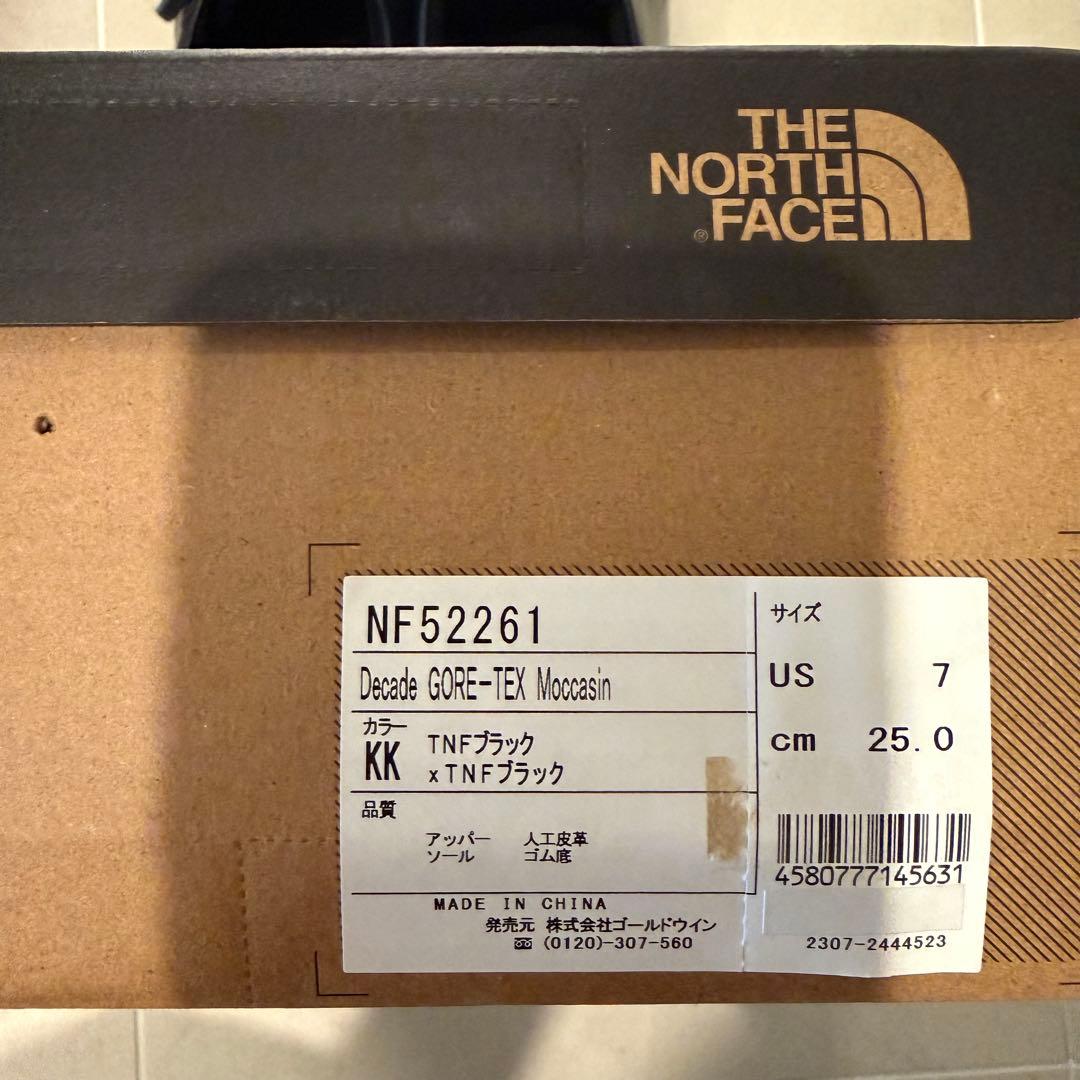 THE
NORTH
FACE
®
NF52261
Decade GORE-TEX Moccasin
カラー
KK TNFブラック
xTNFブラック
品質
アッパー 人工皮革
ソール ゴム底
MADE IN CHINA
発売元 株式会社ゴールドウイン
(0120)-307-560
サイズ
US 7
cm 25.0
4580777145631
2307-2444523